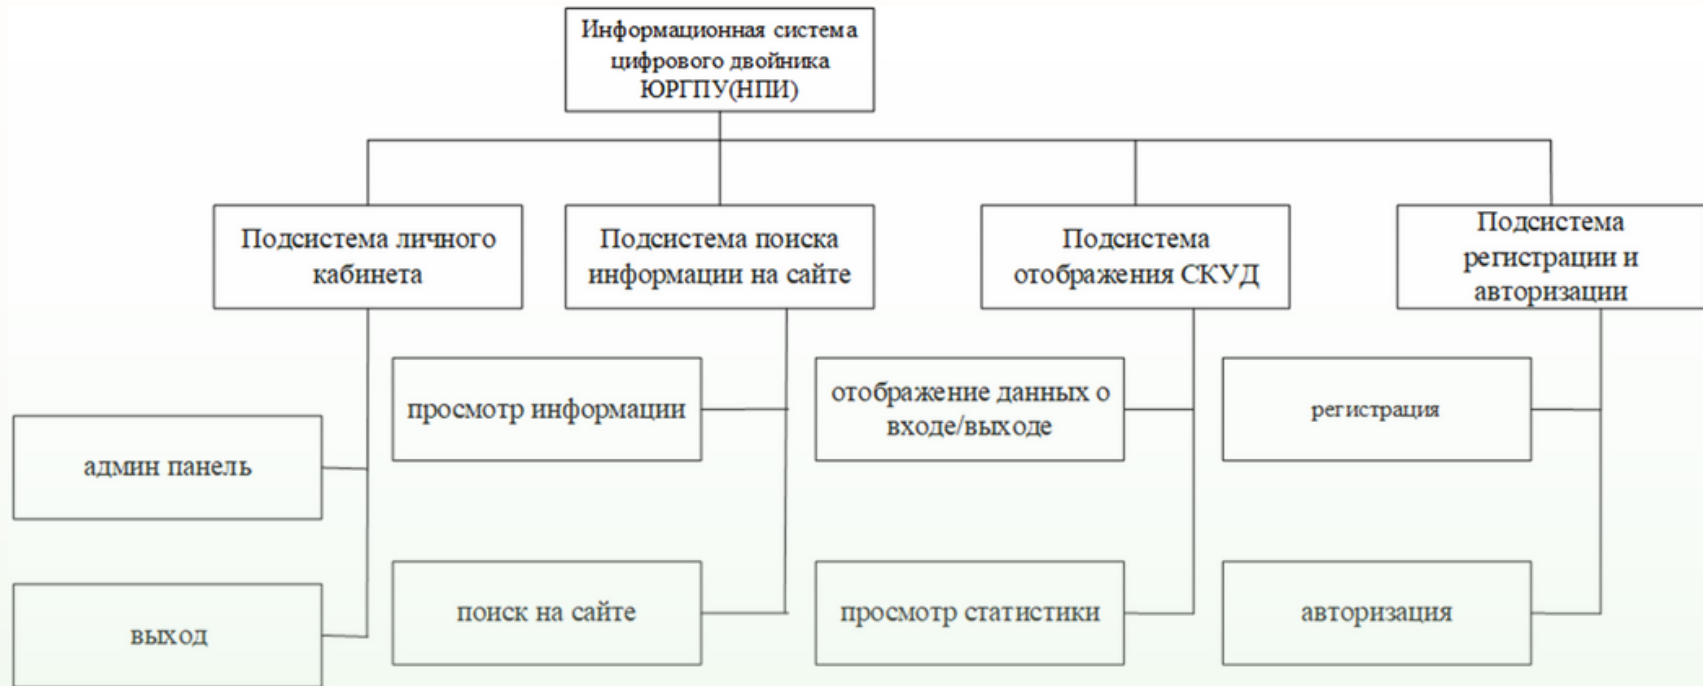 Информационная система
цифрового двойника
ЮРГПУ(НПИ)
Подсистема личного
кабинета
Подсистема поиска
информации на сайте
Подсистема
отображения СКУД
Подсистема
регистрации и
авторизации
просмотр информации
отображение данных о
входе/выходе
регистрация
админ панель
поиск на сайте
просмотр статистики
авторизация
выход